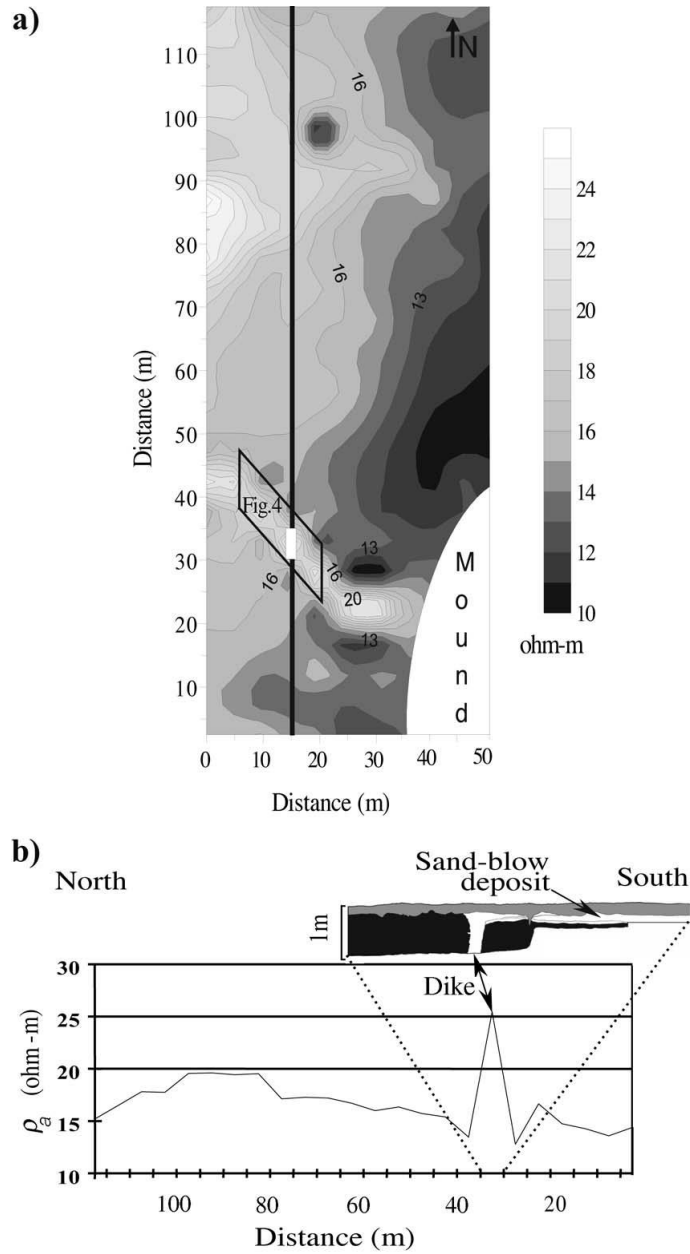 a)
N
110
100
90
80
70
60
50
40
30
20
10
Distance (m)
16
16
13
Fig.4
13
16
16
20
13
Mound
0 10 20 30 40 50
Distance (m)
24
22
20
18
16
14
12
10
ohm-m
b)
North
Sand-blow
deposit
South
1m
Dike
30
25
20
15
10
ρa (ohm-m)
100 80 60 40 20
Distance (m)